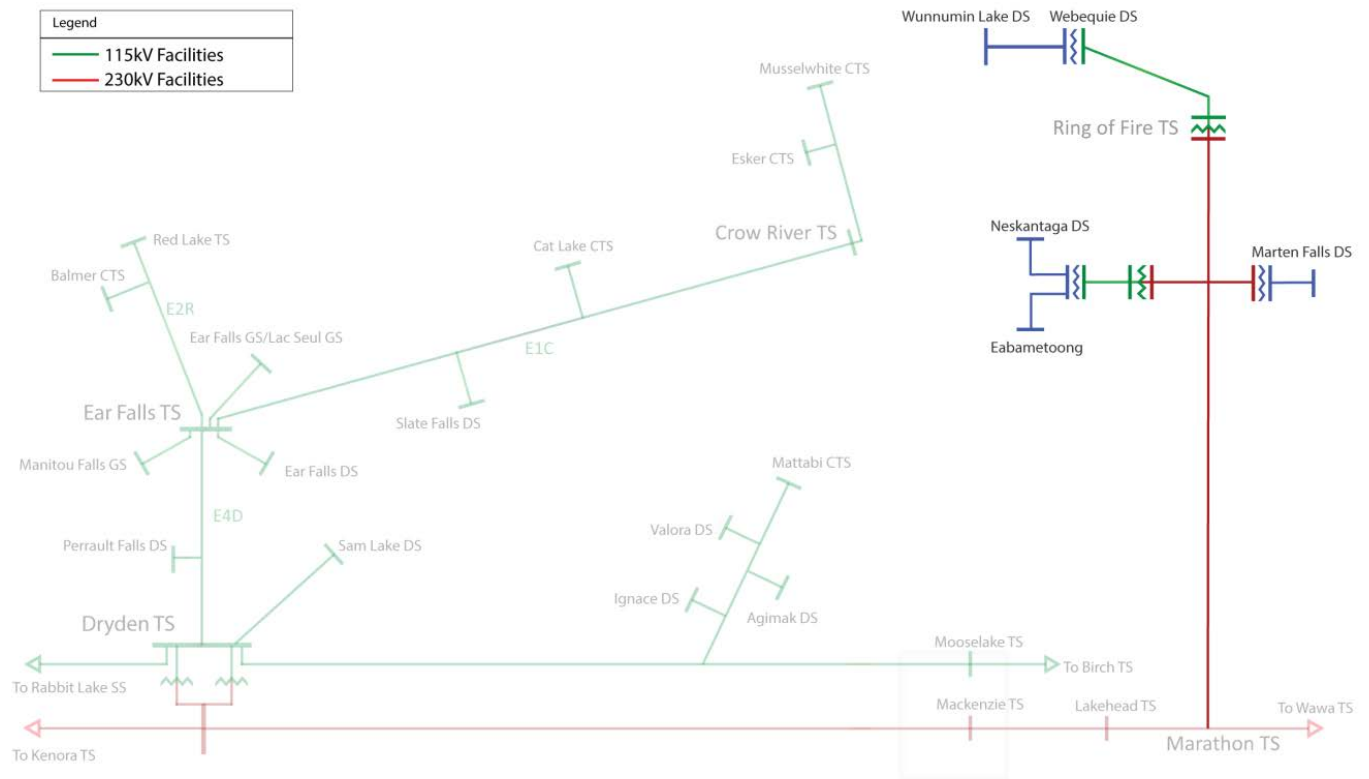 Legend
115kV Facilities
230kV Facilities
Wunnumin Lake DS
Webequie DS
Musselwhite CTS
Ring of Fire TS
Esker CTS
Neskantaga DS
Crow River TS
Red Lake TS
Cat Lake CTS
Marten Falls DS
Balmer CTS
E2R
Ear Falls GS/Lac Seul GS
E1C
Eabametoong
Ear Falls TS
Slate Falls DS
Manitou Falls GS
Ear Falls DS
Mattabi CTS
E4D
Valora DS
Perrault Falls DS
Sam Lake DS
Ignace DS
Agimak DS
Dryden TS
Mooselake TS
To Birch TS
To Rabbit Lake SS
Mackenzie TS
Lakehead TS
To Wawa TS
Marathon TS
To Kenora TS